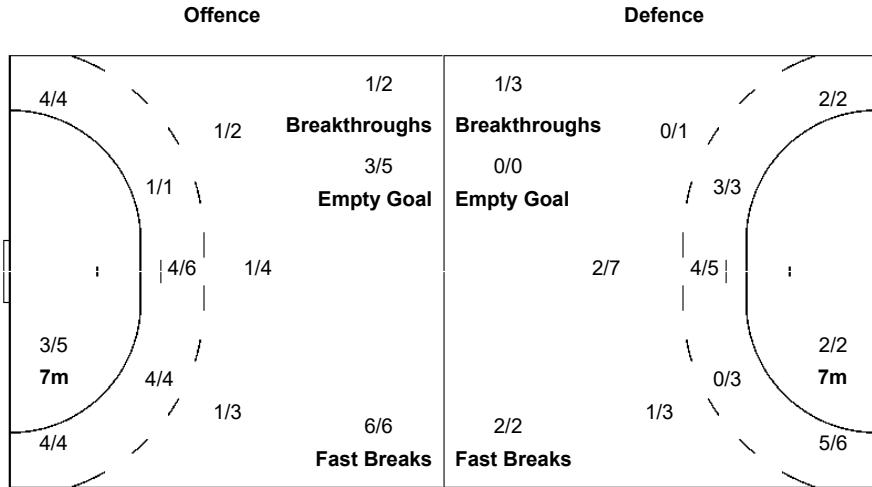 Offence Defence
1/2 1/3
4/4 2/2
Breakthroughs Breakthroughs
1/2 0/1
3/5 0/0
1/1 3/3
Empty Goal Empty Goal
4/6 1/4 2/7 4/5
3/5 2/2
7m 7m
4/4 0/3
1/3 1/3
6/6 2/2
4/4 5/6
Fast Breaks Fast Breaks